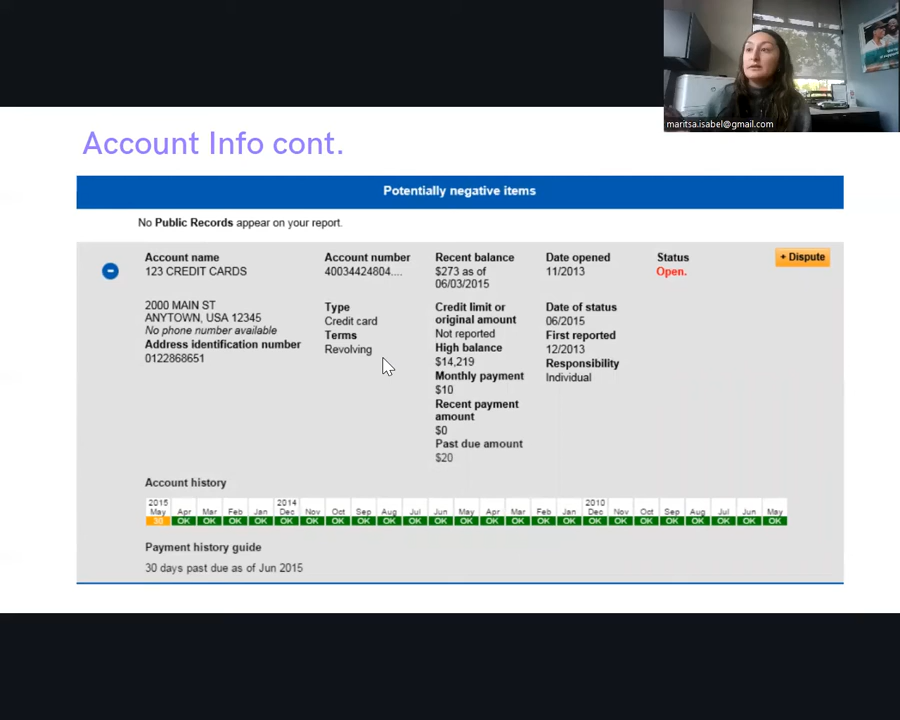 maritsa.isabel@gmail.com
Account Info cont.
Potentially negative items
No Public Records appear on your report.
Account name
123 CREDIT CARDS
2000 MAIN ST
ANYTOWN, USA 12345
No phone number available
Address identification number
0122868651
Account number
40034424804....
Type
Credit card
Terms
Revolving
Recent balance
$273 as of
06/03/2015
Credit limit or
original amount
Not reported
High balance
$14,219
Monthly payment
$10
Recent payment
amount
$0
Past due amount
$20
Date opened
11/2013
Date of status
06/2015
First reported
12/2013
Responsibility
Individual
Status
Open.
+ Dispute
Account history
2015 2014 2010
May Apr Mar Feb Jan Dec Nov Oct Sep Aug Jul Jun May Apr Mar Feb Jan Dec Nov Oct Sep Aug Jul Jun May
30 OK OK OK OK OK OK OK OK OK OK OK OK OK OK OK OK OK OK OK OK OK OK OK OK
Payment history guide
30 days past due as of Jun 2015